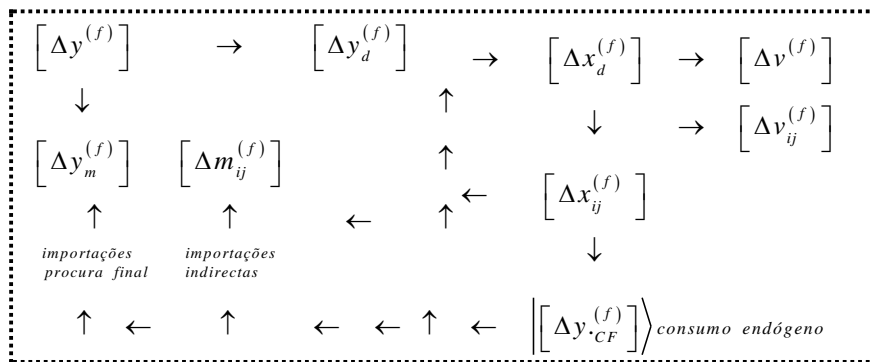 [Δy^(f)] → [Δy_d^(f)] → [Δx_d^(f)] → [Δv^(f)]
↓ ↑ ↓ → [Δv_ij^(f)]
[Δy_m^(f)] [Δm_ij^(f)] ↑ ← [Δx_ij^(f)]
↑ ↑ ← ↑
importações importações ↓
procura final indirectas
↑ ← ↑ ← ← ↑ ← |[Δy·_CF^(f)]⟩ consumo endógeno